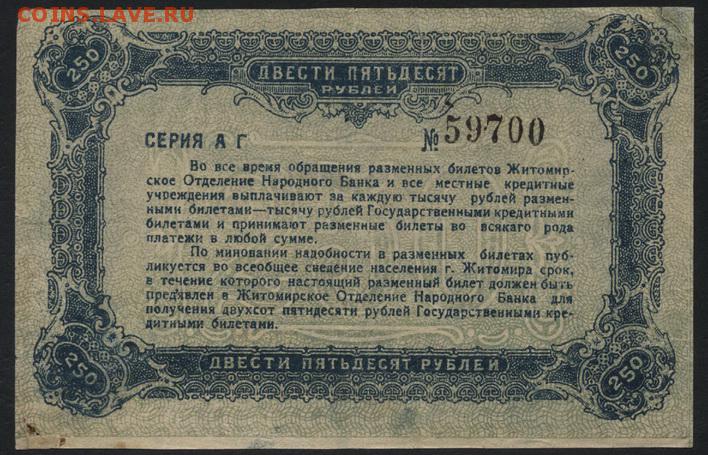 COINS.LAVE.RU
250
250
ДВЕСТИ ПЯТЬДЕСЯТ
РУБЛЕЙ
СЕРИЯ А Г
№ 59700
Во все время обращения разменных билетов Житомир-
ское Отделение Народного Банка и все местные кредитные
учреждения выплачивают за каждую тысячу рублей размен-
ными билетами—тысячу рублей Государственными кредитными
билетами и принимают разменные билеты во всякаго рода
платежи в любой сумме.
По миновании надобности в разменных билетах пуб-
ликуется во всеобщее сведение населения г. Житомира срок,
в течение которого настоящий разменный билет должен быть
пред'явлен в Житомирское Отделение Народного Банка для
получения двухсот пятидесяти рублей Государственными кре-
дитными билетами.
250
ДВЕСТИ ПЯТЬДЕСЯТ РУБЛЕЙ
250